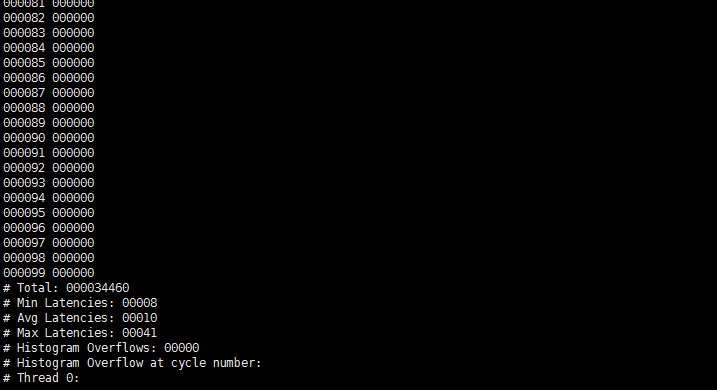 000081 000000
000082 000000
000083 000000
000084 000000
000085 000000
000086 000000
000087 000000
000088 000000
000089 000000
000090 000000
000091 000000
000092 000000
000093 000000
000094 000000
000095 000000
000096 000000
000097 000000
000098 000000
000099 000000
# Total: 000034460
# Min Latencies: 00008
# Avg Latencies: 00010
# Max Latencies: 00041
# Histogram Overflows: 00000
# Histogram Overflow at cycle number:
# Thread 0: